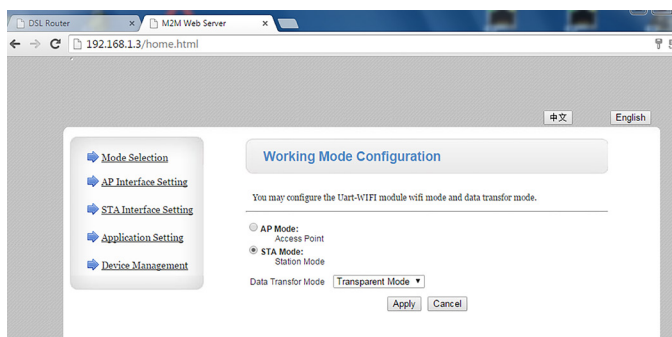 DSL Router
M2M Web Server
192.168.1.3/home.html
中文
English
Mode Selection
AP Interface Setting
STA Interface Setting
Application Setting
Device Management
Working Mode Configuration
You may configure the Uart-WIFI module wifi mode and data transfor mode.
AP Mode:
Access Point
STA Mode:
Station Mode
Data Transfor Mode Transparent Mode
Apply Cancel